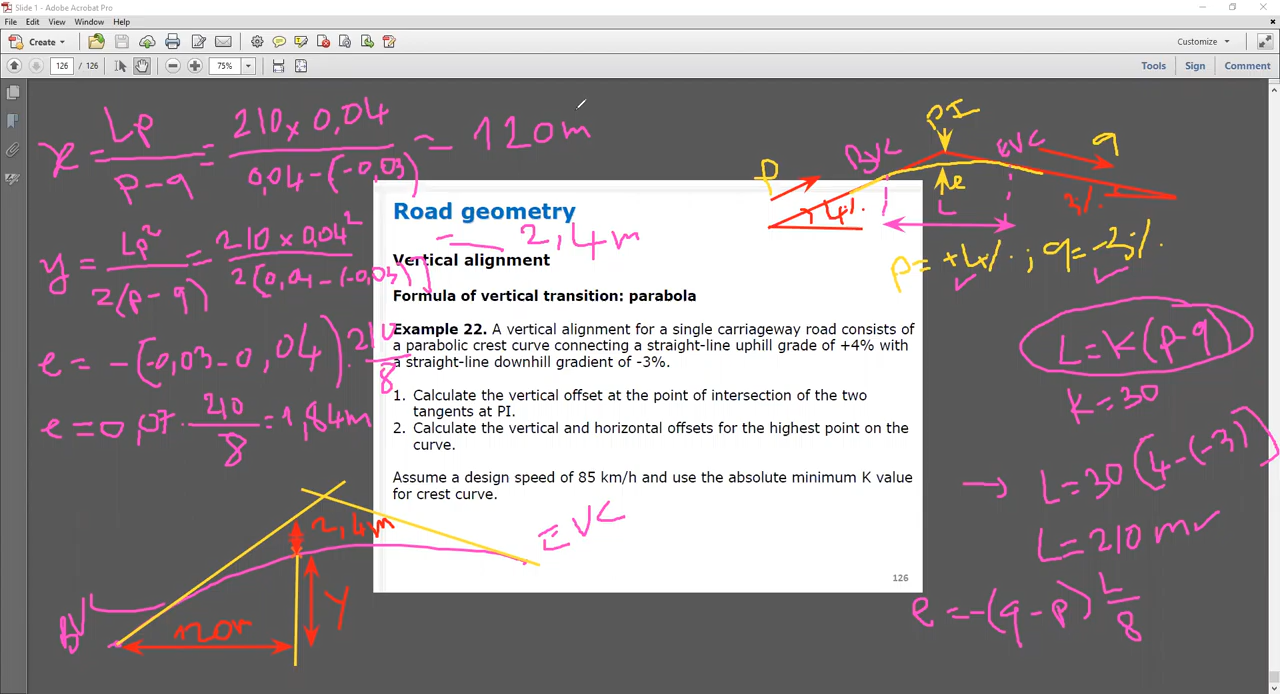 Slide 1 - Adobe Acrobat Pro
File Edit View Window Help
Create
Customize
126 / 126
75%
Tools Sign Comment
x = Lp / p - q = 210 x 0,04 / 0,04 - (-0,03) = 120 m
y = Lp² / 2(p - q) = 210 x 0,04² / 2[0,04 - (-0,03)] = 2,4 m
e = -(-0,03 - 0,04) · 210 / 8
e = 0,07 · 210 / 8 = 1,84 m
PI
BVC EVC
P q
4%. e L 3%.
p = +4%. ; q = -3%.
L = K (p - q)
K = 30
→ L = 30 (4 - (-3))
L = 210 m
e = -(q - p) L / 8
Road geometry
Vertical alignment
Formula of vertical transition: parabola
Example 22. A vertical alignment for a single carriageway road consists of
a parabolic crest curve connecting a straight-line uphill grade of +4% with
a straight-line downhill gradient of -3%.
1. Calculate the vertical offset at the point of intersection of the two
tangents at PI.
2. Calculate the vertical and horizontal offsets for the highest point on the
curve.
Assume a design speed of 85 km/h and use the absolute minimum K value
for crest curve.
126
2,4m
EVC
Y
120m